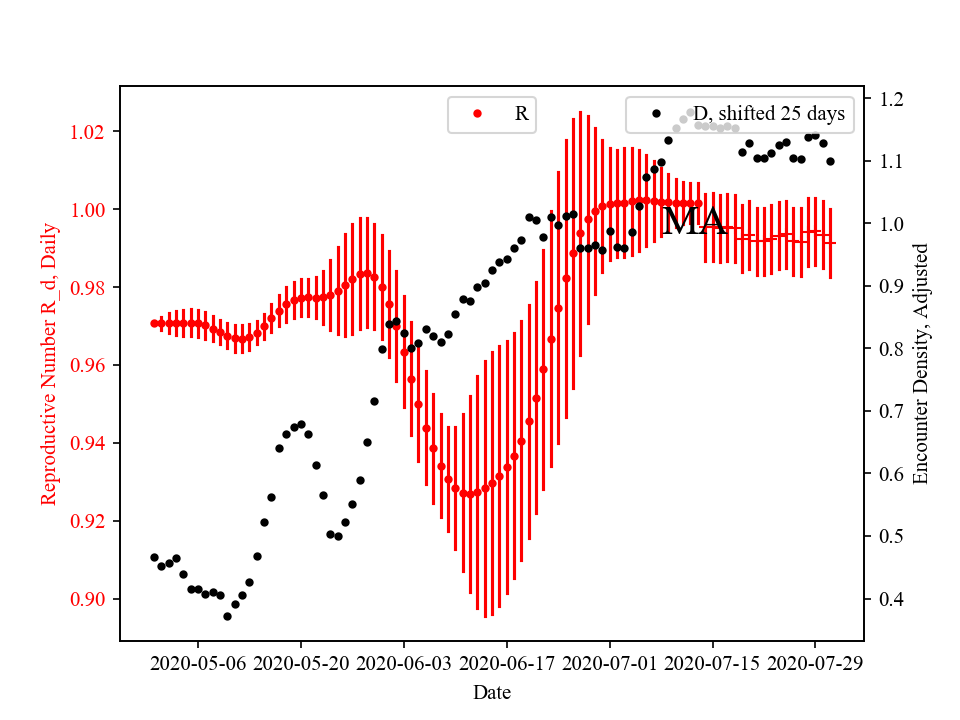 R
D, shifted 25 days
MA
Reproductive Number R_d, Daily
1.02
1.00
0.98
0.96
0.94
0.92
0.90
Encounter Density, Adjusted
1.2
1.1
1.0
0.9
0.8
0.7
0.6
0.5
0.4
2020-05-06 2020-05-20 2020-06-03 2020-06-17 2020-07-01 2020-07-15 2020-07-29
Date